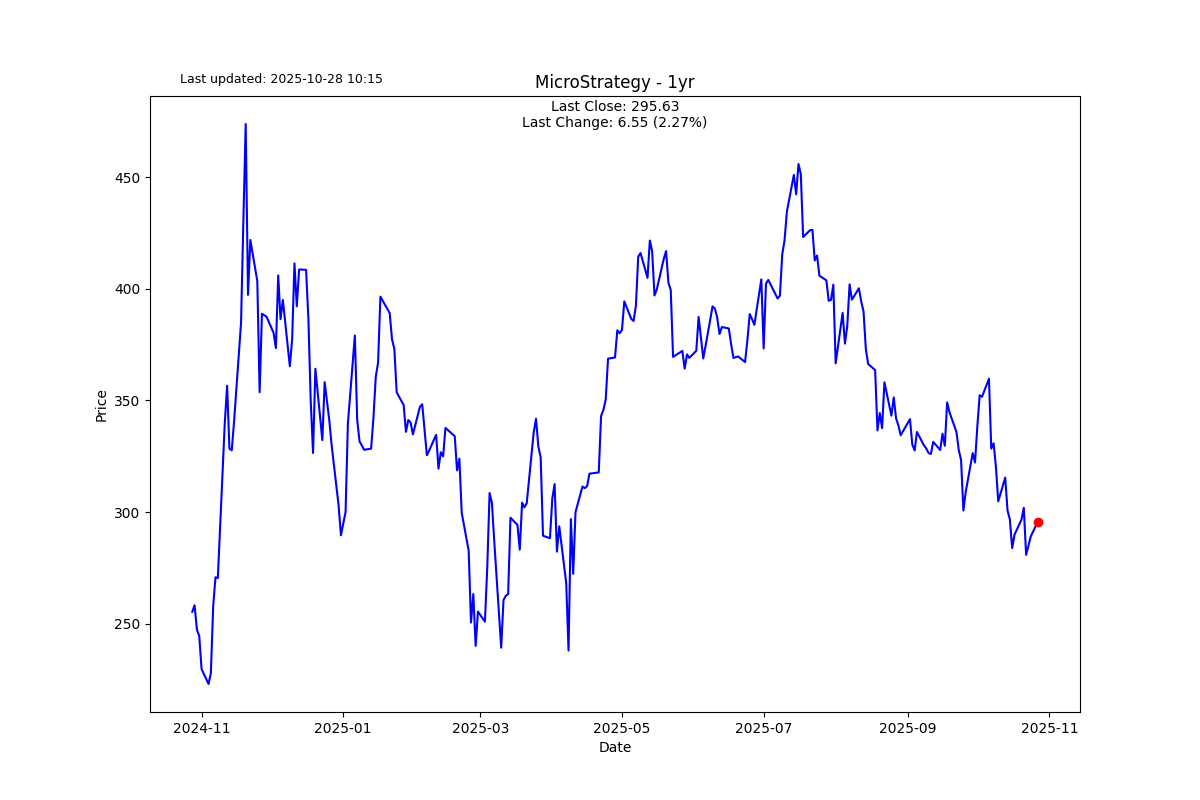 Last updated: 2025-10-28 10:15
MicroStrategy - 1yr
Last Close: 295.63
Last Change: 6.55 (2.27%)
Price
450
400
350
300
250
2024-11
2025-01
2025-03
2025-05
2025-07
2025-09
2025-11
Date